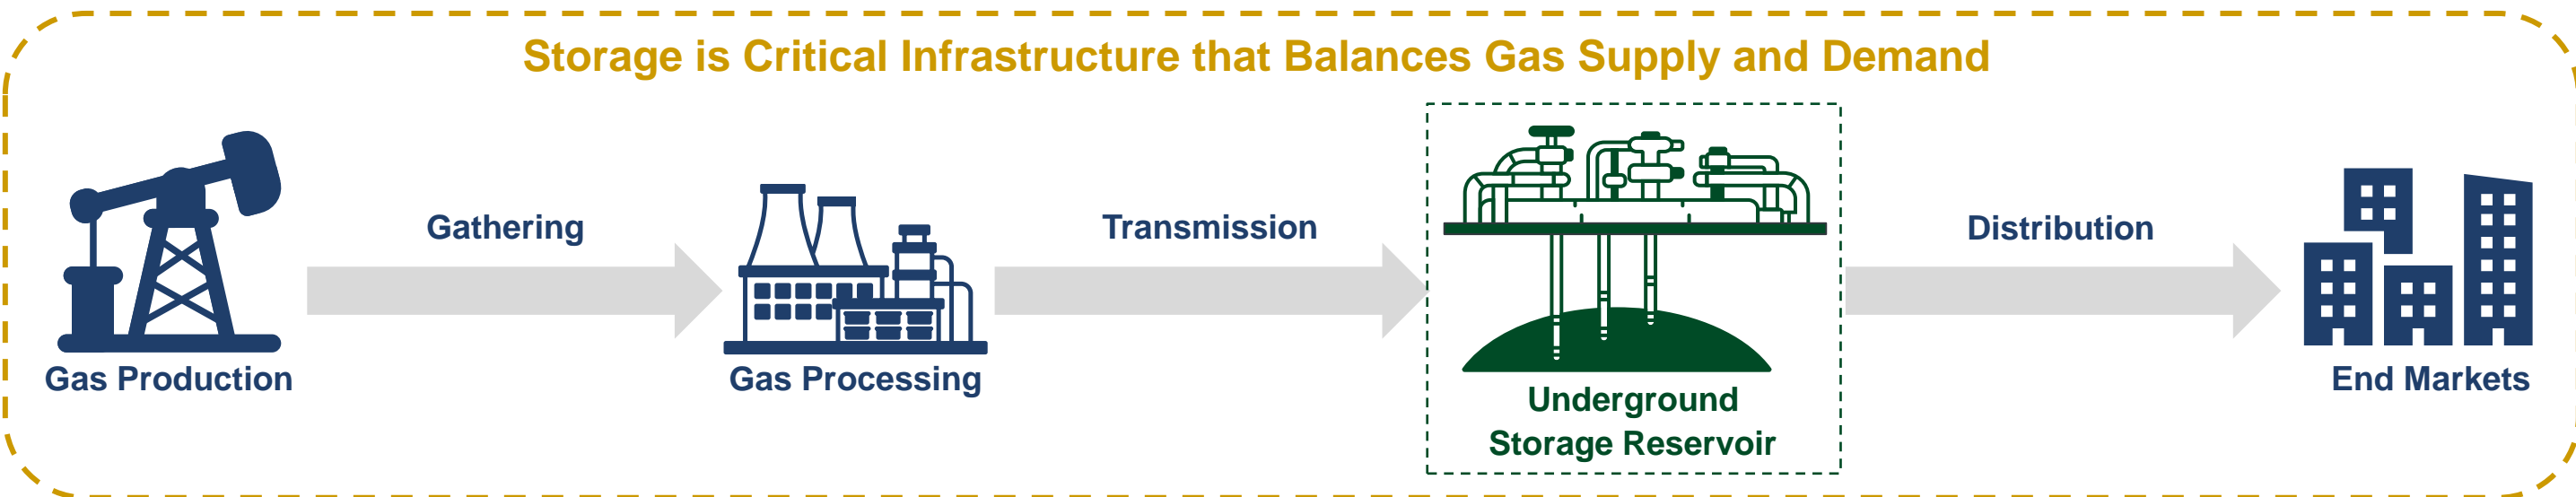 Storage is Critical Infrastructure that Balances Gas Supply and Demand
Gathering
Transmission
Distribution
Gas Production
Gas Processing
Underground
Storage Reservoir
End Markets